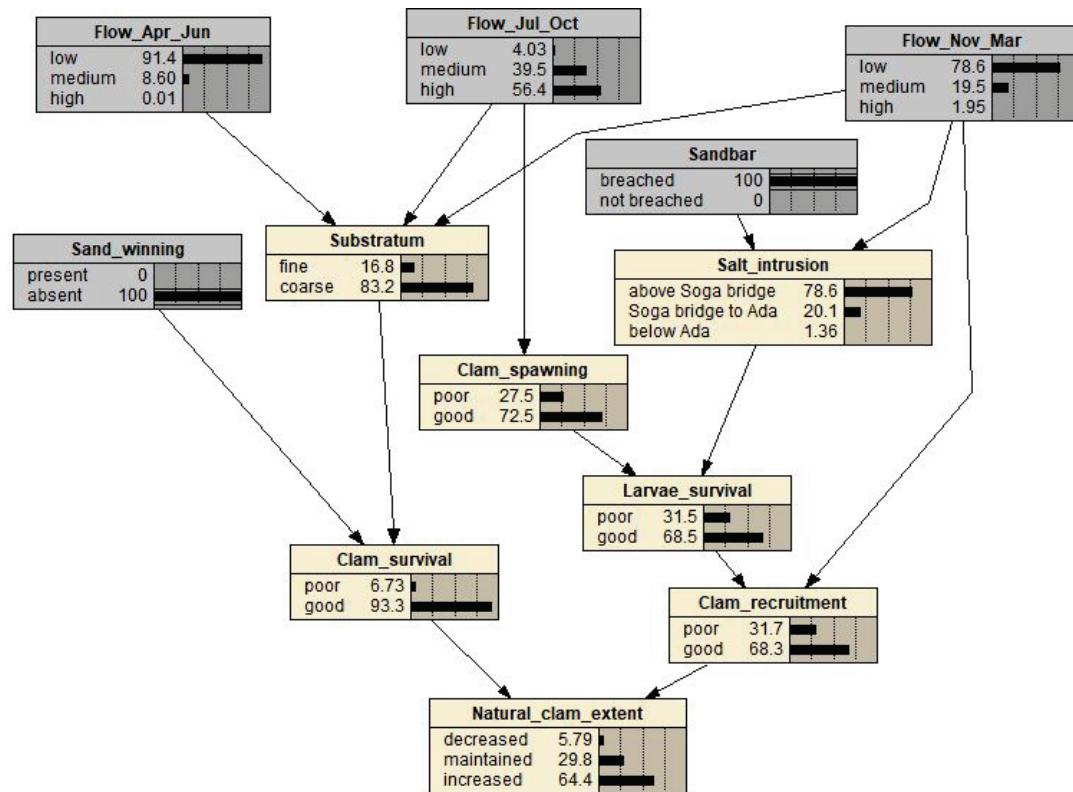 Flow_Apr_Jun
low 91.4
medium 8.60
high 0.01
Flow_Jul_Oct
low 4.03
medium 39.5
high 56.4
Flow_Nov_Mar
low 78.6
medium 19.5
high 1.95
Sandbar
breached 100
not breached 0
Sand_winning
present 0
absent 100
Substratum
fine 16.8
coarse 83.2
Salt_intrusion
above Soga bridge 78.6
Soga bridge to Ada 20.1
below Ada 1.36
Clam_spawning
poor 27.5
good 72.5
Larvae_survival
poor 31.5
good 68.5
Clam_survival
poor 6.73
good 93.3
Clam_recruitment
poor 31.7
good 68.3
Natural_clam_extent
decreased 5.79
maintained 29.8
increased 64.4